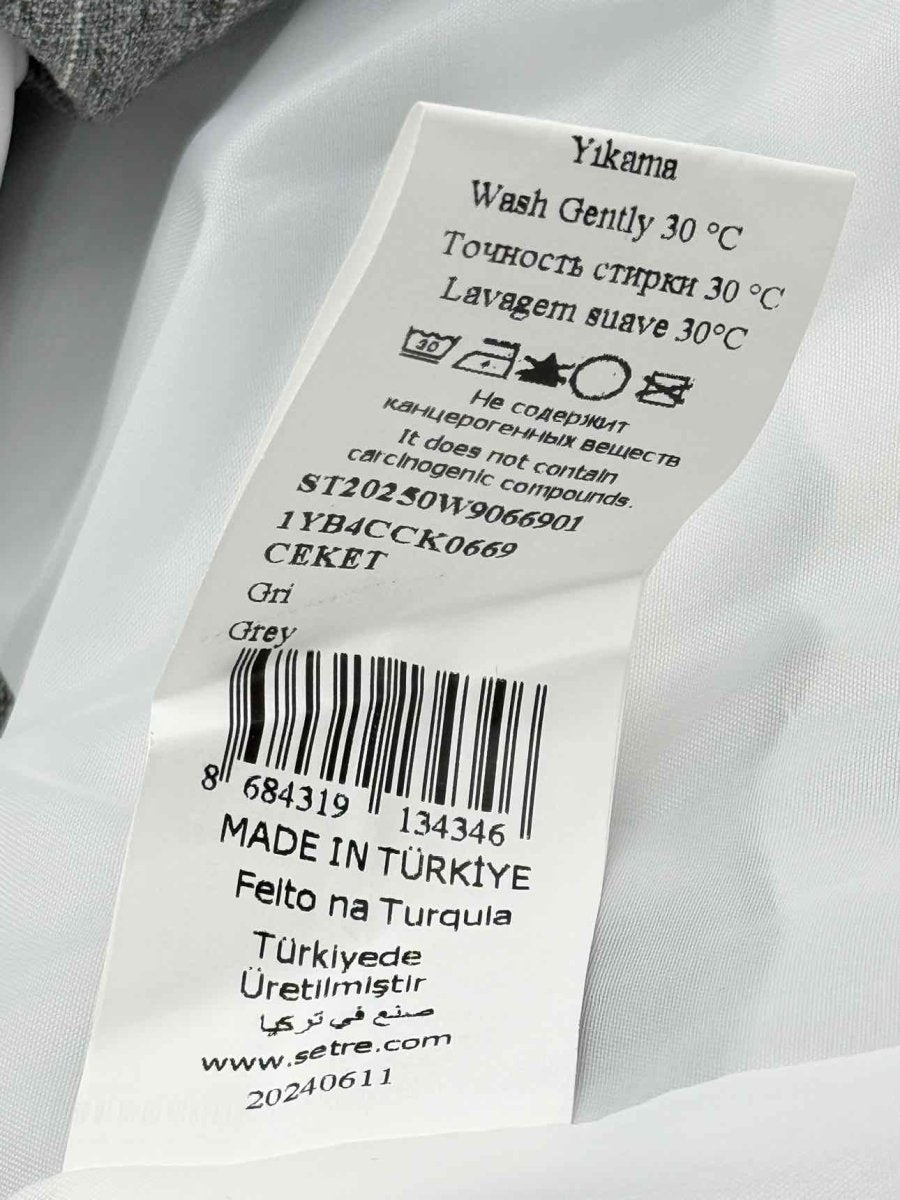 Yıkama
Wash Gently 30 °C
Точность стирки 30 °C
Lavagem suave 30°C
30
Не содержит
канцерогенных веществ
It does not contain
carcinogenic compounds.
ST20250W9066901
1YB4CCK0669
CEKET
Gri
Grey
8 684319 134346
MADE IN TÜRKİYE
Feito na Turquia
Türkiyede
Üretilmiştir
صنع في تركيا
www.setre.com
20240611